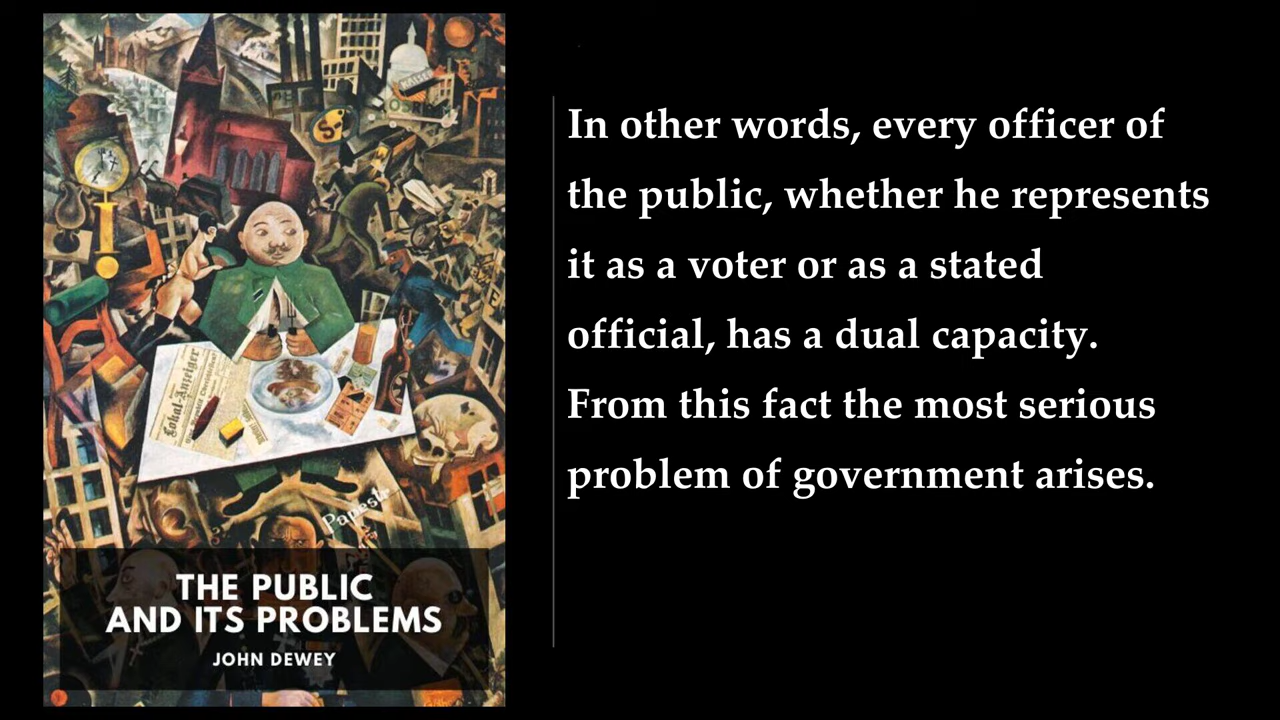 In other words, every officer of
the public, whether he represents
it as a voter or as a stated
official, has a dual capacity.
From this fact the most serious
problem of government arises.
Lokal-Anzeiger
THE PUBLIC
AND ITS PROBLEMS
JOHN DEWEY